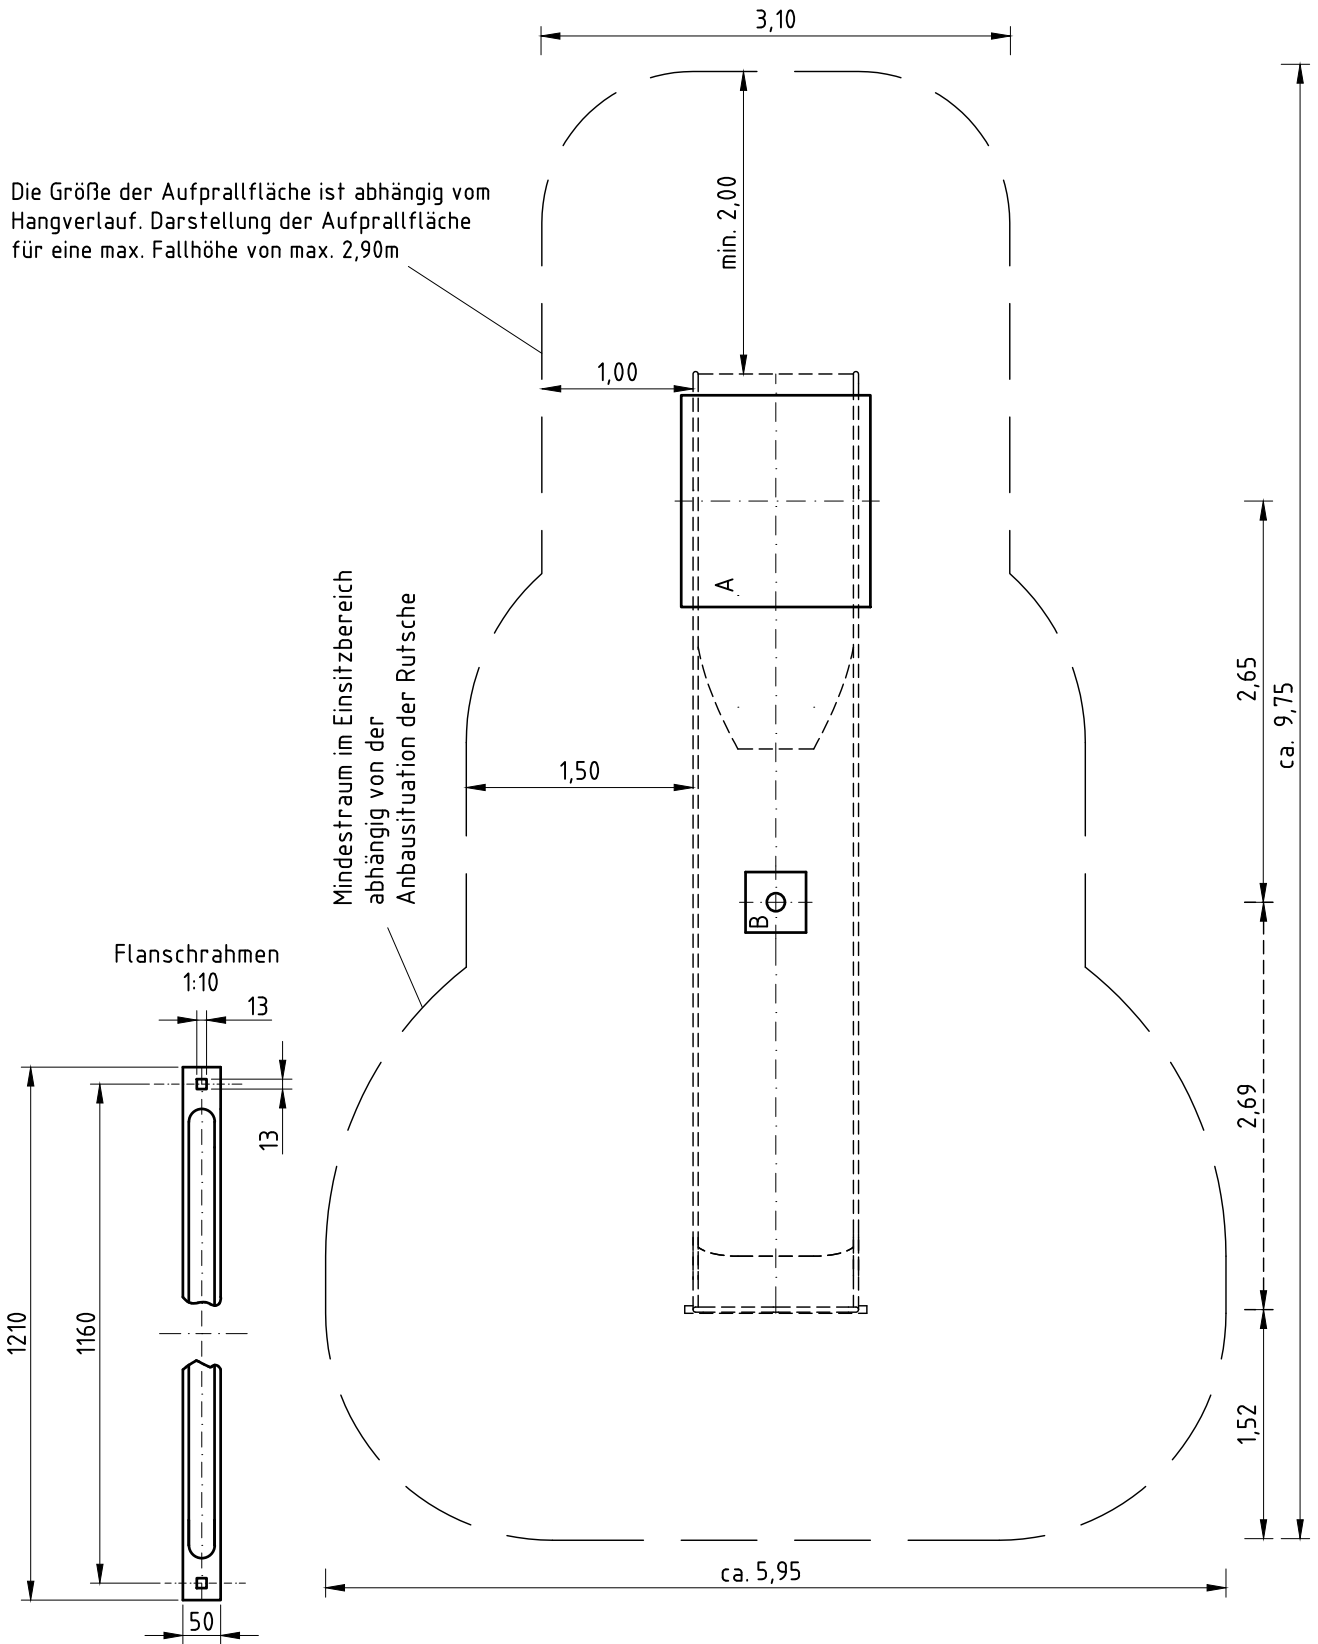 3,10
Die Größe der Aufprallfläche ist abhängig vom
Hangverlauf. Darstellung der Aufprallfläche
für eine max. Fallhöhe von max. 2,90m
min. 2,00
1,00
A
Mindestraum im Einsitzbereich
abhängig von der
Anbausituation der Rutsche
2,65
ca. 9,75
1,50
B
Flanschrahmen
1:10
13
13
2,69
1210
1160
1,52
ca. 5,95
50